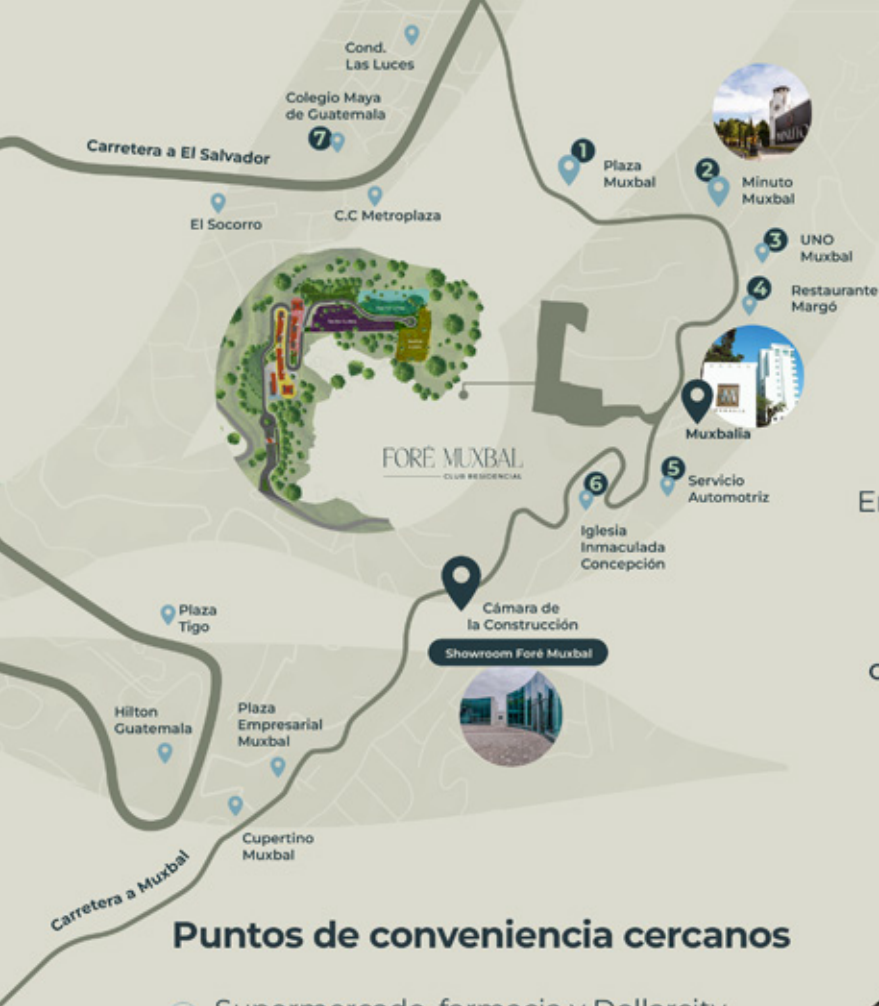 Cond.
Las Luces
Colegio Maya
de Guatemala
7
Carretera a El Salvador
El Socorro
C.C Metroplaza
1
Plaza
Muxbal
2
Minuto
Muxbal
3
UNO
Muxbal
4
Restaurante
Margó
M
Muxbalia
FORÉ MUXBAL
CLUB RESIDENCIAL
5
Servicio
Automotriz
6
Iglesia
Inmaculada
Concepción
Cámara de
la Construcción
Showroom Foré Muxbal
Plaza
Tigo
Hilton
Guatemala
Plaza
Empresarial
Muxbal
Cupertino
Muxbal
Carretera a Muxbal
Puntos de conveniencia cercanos
Supermercado, farmacia y Dollarcity